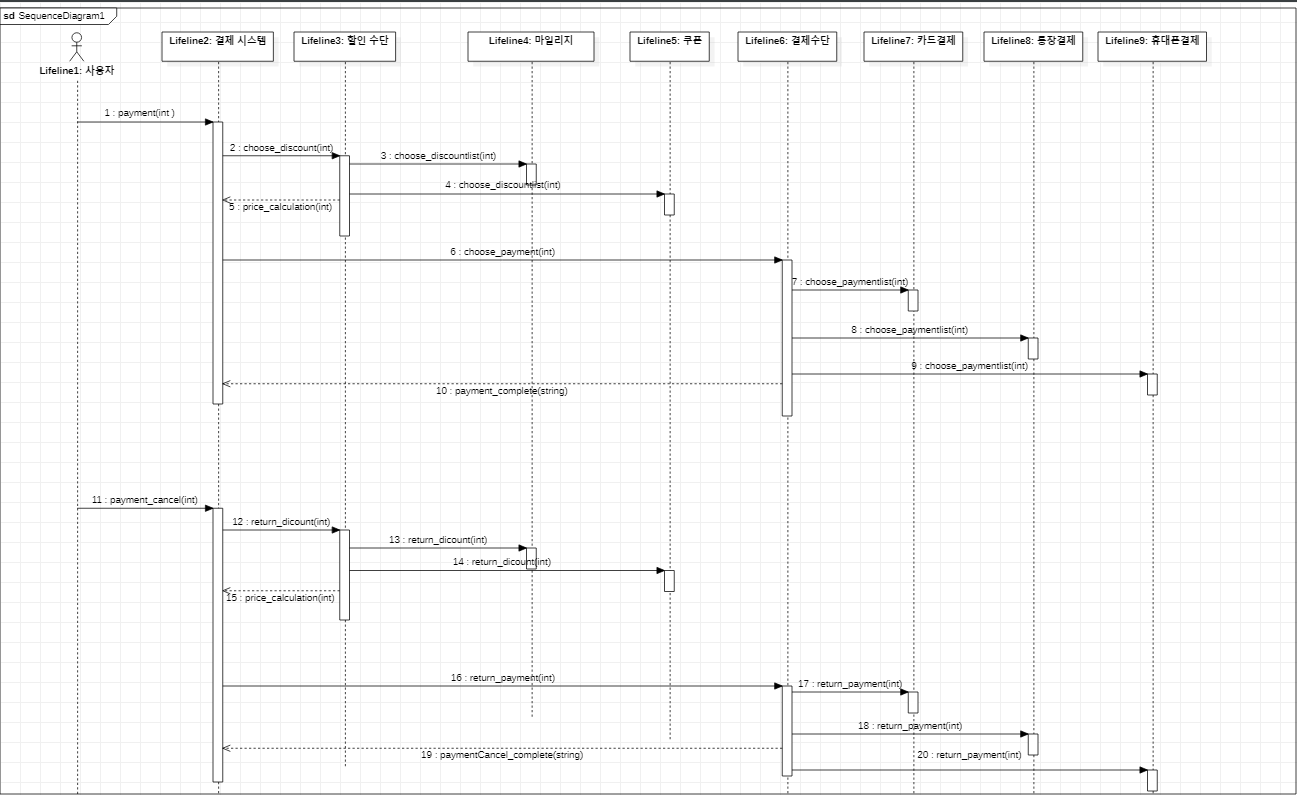 sd SequenceDiagram1
Lifeline1: 사용자
Lifeline2: 결제 시스템
Lifeline3: 할인 수단
Lifeline4: 마일리지
Lifeline5: 쿠폰
Lifeline6: 결제수단
Lifeline7: 카드결제
Lifeline8: 통장결제
Lifeline9: 휴대폰결제
1 : payment(int )
2 : choose_discount(int)
3 : choose_discountlist(int)
4 : choose_discountlist(int)
5 : price_calculation(int)
6 : choose_payment(int)
7 : choose_paymentlist(int)
8 : choose_paymentlist(int)
9 : choose_paymentlist(int)
10 : payment_complete(string)
11 : payment_cancel(int)
12 : return_dicount(int)
13 : return_dicount(int)
14 : return_dicount(int)
15 : price_calculation(int)
16 : return_payment(int)
17 : return_payment(int)
18 : return_payment(int)
19 : paymentCancel_complete(string)
20 : return_payment(int)